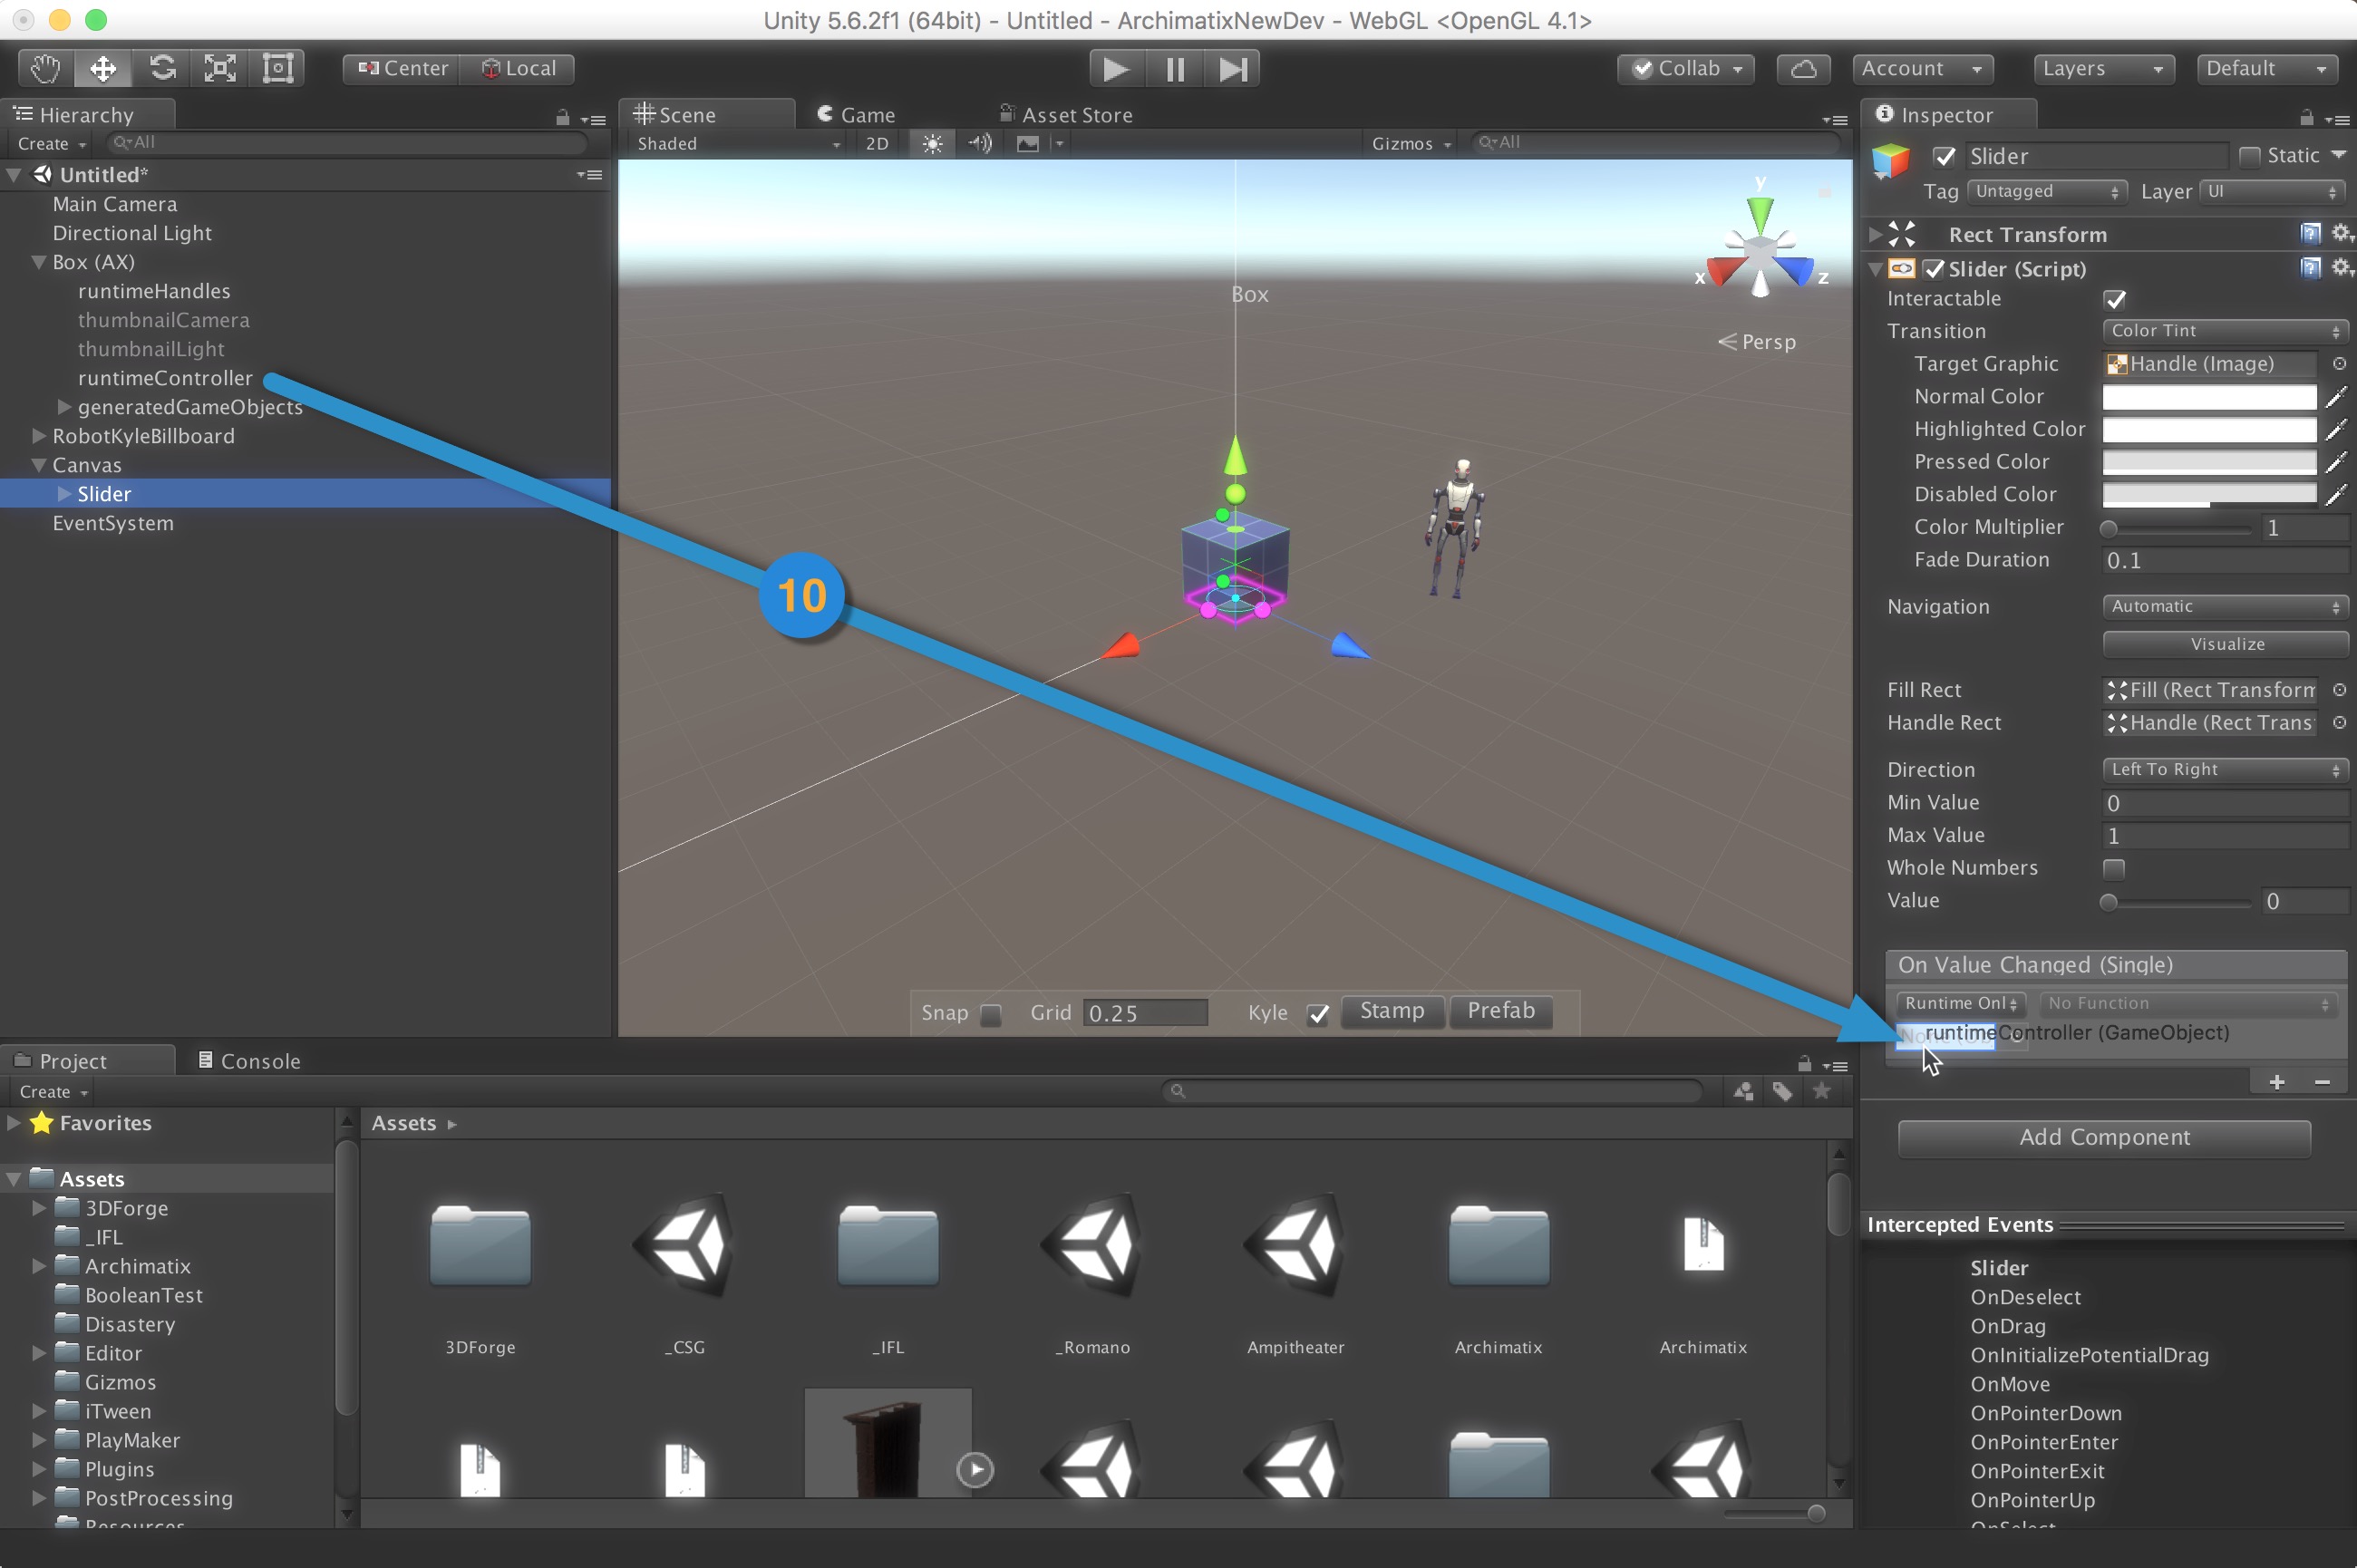 Unity 5.6.2f1 (64bit) - Untitled - ArchimatixNewDev - WebGL <OpenGL 4.1>
Center Local
Collab Account Layers Default
Hierarchy
Create All
Untitled*
Main Camera
Directional Light
Box (AX)
runtimeHandles
thumbnailCamera
thumbnailLight
runtimeController
generatedGameObjects
RobotKyleBillboard
Canvas
Slider
EventSystem
Scene Game Asset Store
Shaded 2D Gizmos All
Box
y
x
z
Persp
10
Snap Grid 0.25 Kyle Stamp Prefab
Inspector
Slider Static
Tag Untagged Layer UI
Rect Transform
Slider (Script)
Interactable
Transition Color Tint
Target Graphic Handle (Image)
Normal Color
Highlighted Color
Pressed Color
Disabled Color
Color Multiplier 1
Fade Duration 0.1
Navigation Automatic
Visualize
Fill Rect Fill (Rect Transform
Handle Rect Handle (Rect Trans
Direction Left To Right
Min Value 0
Max Value 1
Whole Numbers
Value 0
On Value Changed (Single)
Runtime Onl No Function
runtimeController (GameObject)
+ −
Add Component
Intercepted Events
Slider
OnDeselect
OnDrag
OnInitializePotentialDrag
OnMove
OnPointerDown
OnPointerEnter
OnPointerExit
OnPointerUp
OnSelect
Project Console
Create
Favorites
Assets
3DForge
_IFL
Archimatix
BooleanTest
Disastery
Editor
Gizmos
iTween
PlayMaker
Plugins
PostProcessing
Resources
Assets
3DForge _CSG _IFL _Romano Ampitheater Archimatix Archimatix